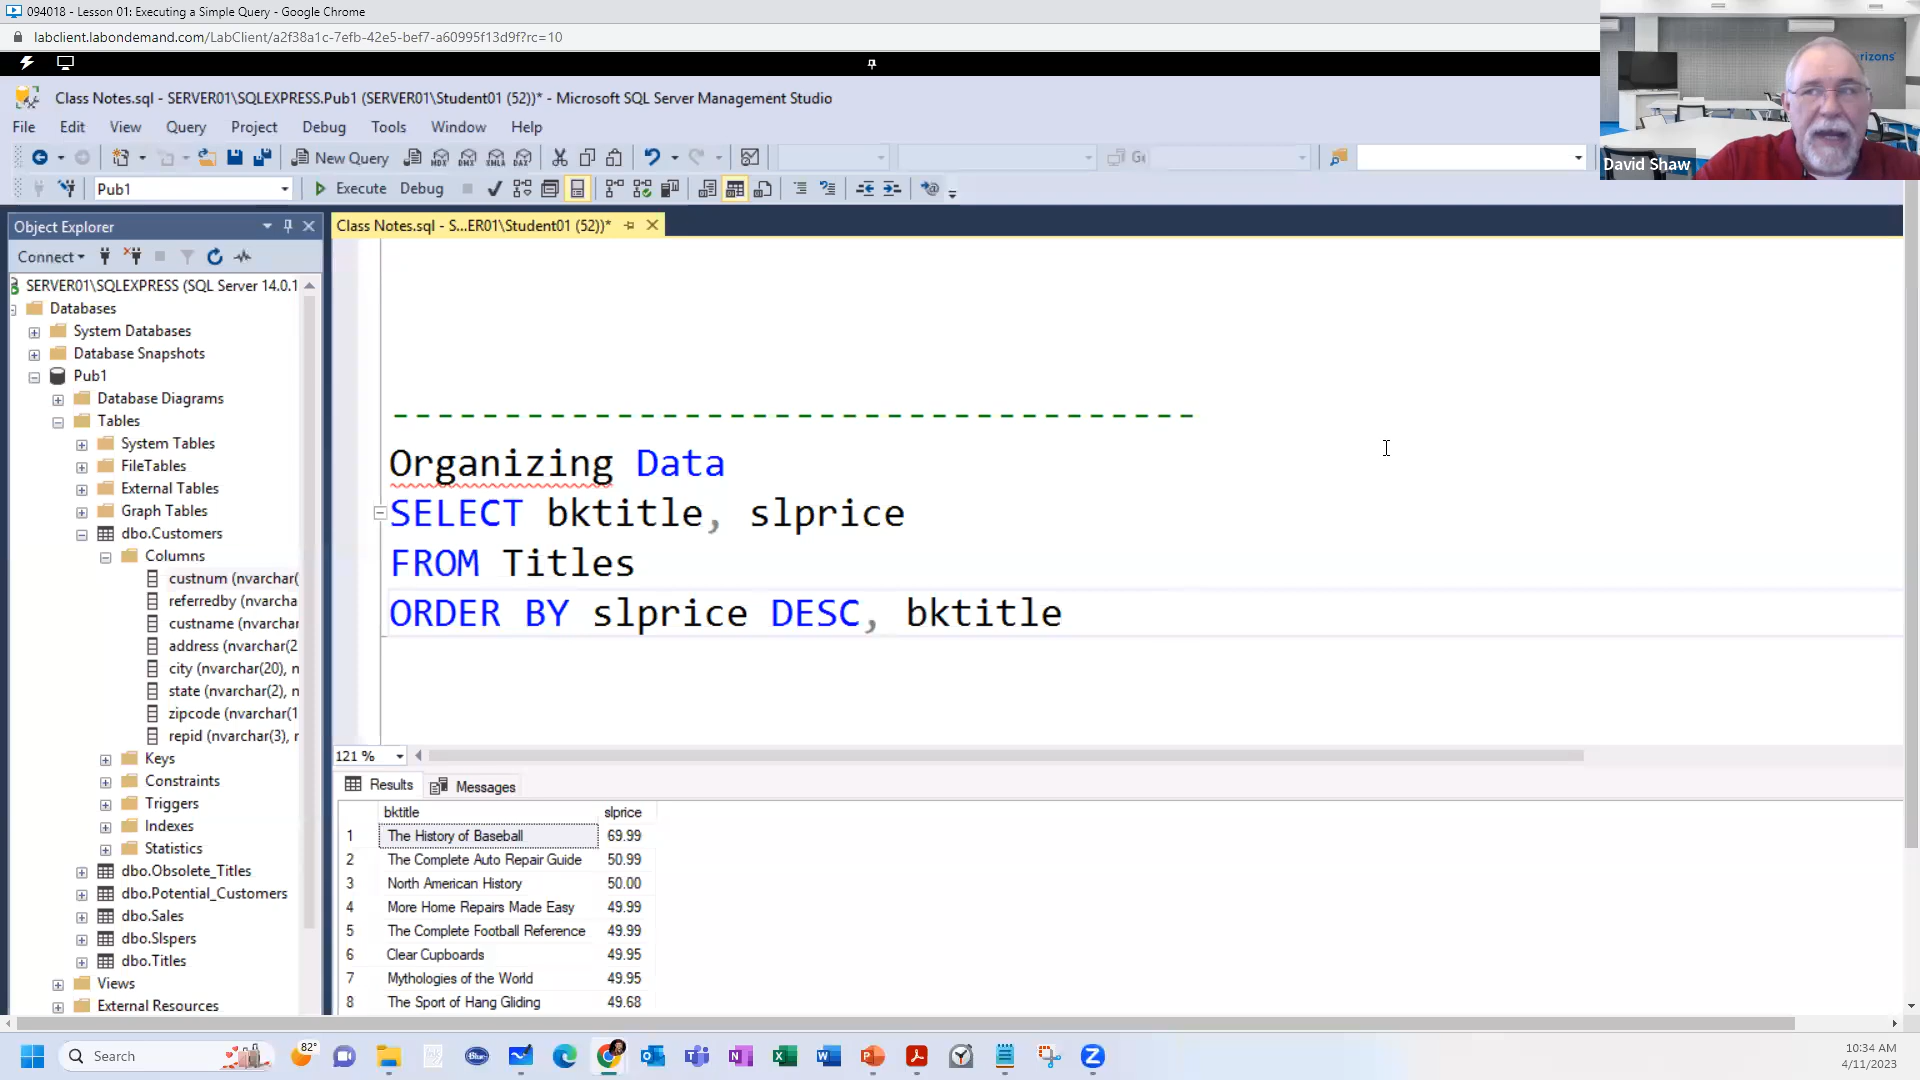 094018 - Lesson 01: Executing a Simple Query - Google Chrome
labclient.labondemand.com/LabClient/a2f38a1c-7efb-42e5-bef7-a60995f13d9f?rc=10
rizons
David Shaw
Class Notes.sql - SERVER01\SQLEXPRESS.Pub1 (SERVER01\Student01 (52))* - Microsoft SQL Server Management Studio
File Edit View Query Project Debug Tools Window Help
New Query MDX DMX XMLA DAX
Pub1 Execute Debug
Object Explorer
Class Notes.sql - S...ER01\Student01 (52))*
Connect
SERVER01\SQLEXPRESS (SQL Server 14.0.1
Databases
System Databases
Database Snapshots
Pub1
Database Diagrams
Tables
System Tables
FileTables
External Tables
Graph Tables
dbo.Customers
Columns
custnum (nvarchar(
referredby (nvarcha
custname (nvarchar
address (nvarchar(2
city (nvarchar(20), n
state (nvarchar(2), n
zipcode (nvarchar(1
repid (nvarchar(3), r
Keys
Constraints
Triggers
Indexes
Statistics
dbo.Obsolete_Titles
dbo.Potential_Customers
dbo.Sales
dbo.Slspers
dbo.Titles
Views
External Resources
------------------------------------
Organizing Data
SELECT bktitle, slprice
FROM Titles
ORDER BY slprice DESC, bktitle
121 %
Results Messages
bktitle slprice
1 The History of Baseball 69.99
2 The Complete Auto Repair Guide 50.99
3 North American History 50.00
4 More Home Repairs Made Easy 49.99
5 The Complete Football Reference 49.99
6 Clear Cupboards 49.95
7 Mythologies of the World 49.95
8 The Sport of Hang Gliding 49.68
Search
82°
10:34 AM
4/11/2023